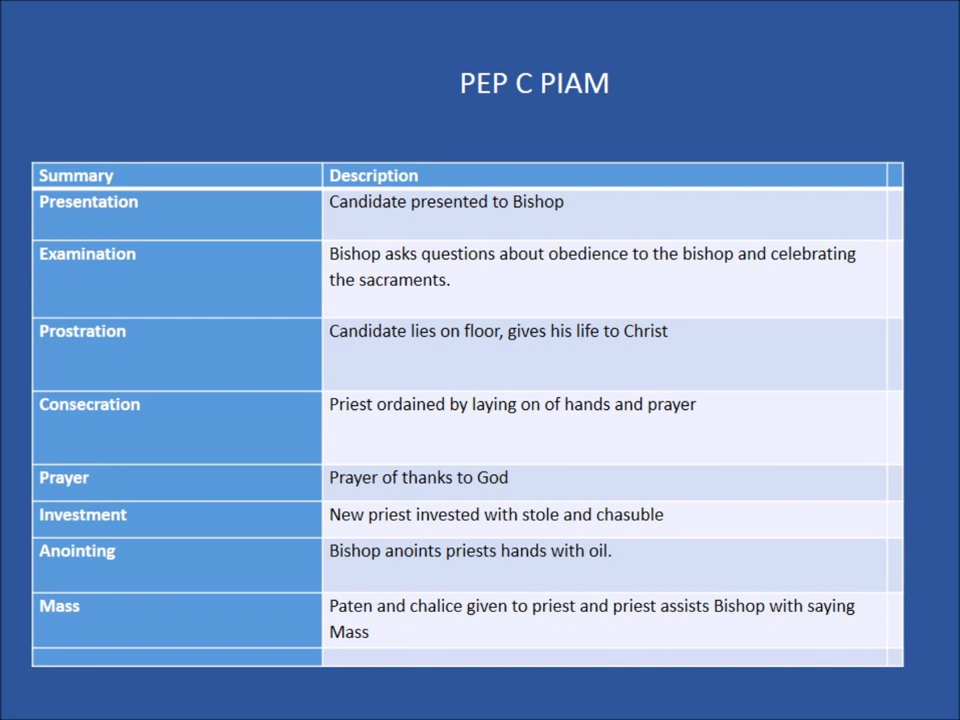 PEP C PIAM
Summary Description
Presentation Candidate presented to Bishop
Examination Bishop asks questions about obedience to the bishop and celebrating
the sacraments.
Prostration Candidate lies on floor, gives his life to Christ
Consecration Priest ordained by laying on of hands and prayer
Prayer Prayer of thanks to God
Investment New priest invested with stole and chasuble
Anointing Bishop anoints priests hands with oil.
Mass Paten and chalice given to priest and priest assists Bishop with saying
Mass